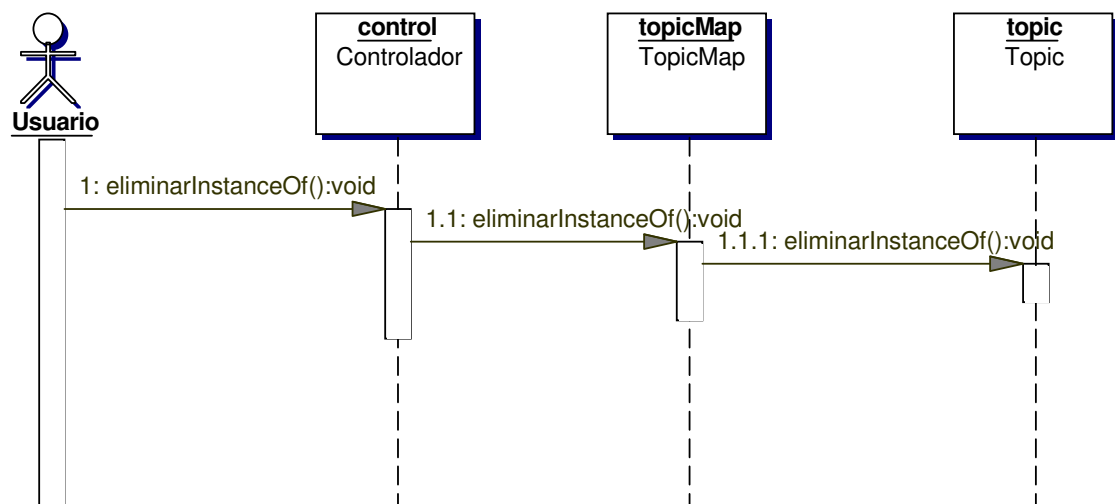 control
Controlador
topicMap
TopicMap
topic
Topic
Usuario
1: eliminarInstanceOf():void
1.1: eliminarInstanceOf():void
1.1.1: eliminarInstanceOf():void